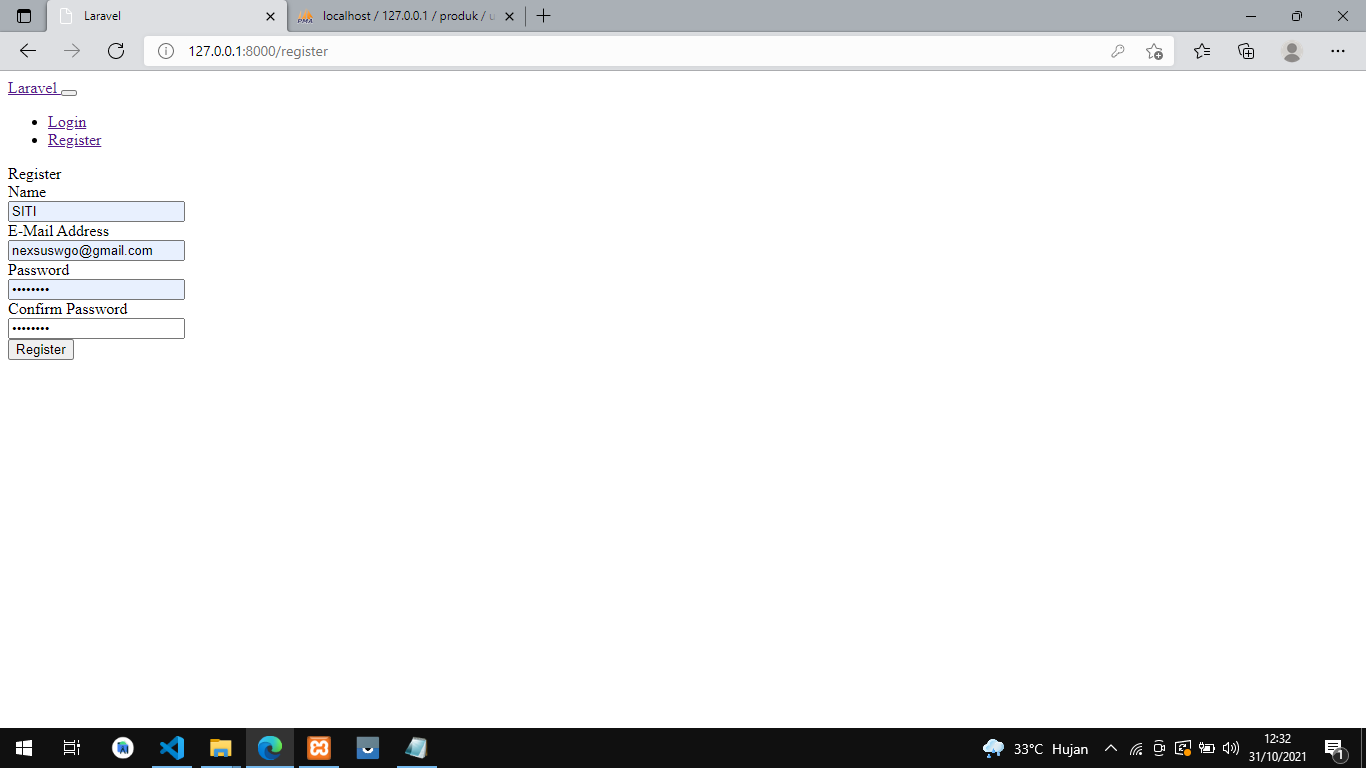 Laravel
localhost / 127.0.0.1 / produk / u
127.0.0.1:8000/register
Laravel
Login
Register
Register
Name
SITI
E-Mail Address
nexsuswgo@gmail.com
Password
••••••••
Confirm Password
••••••••
Register
33°C Hujan
12:32
31/10/2021
1